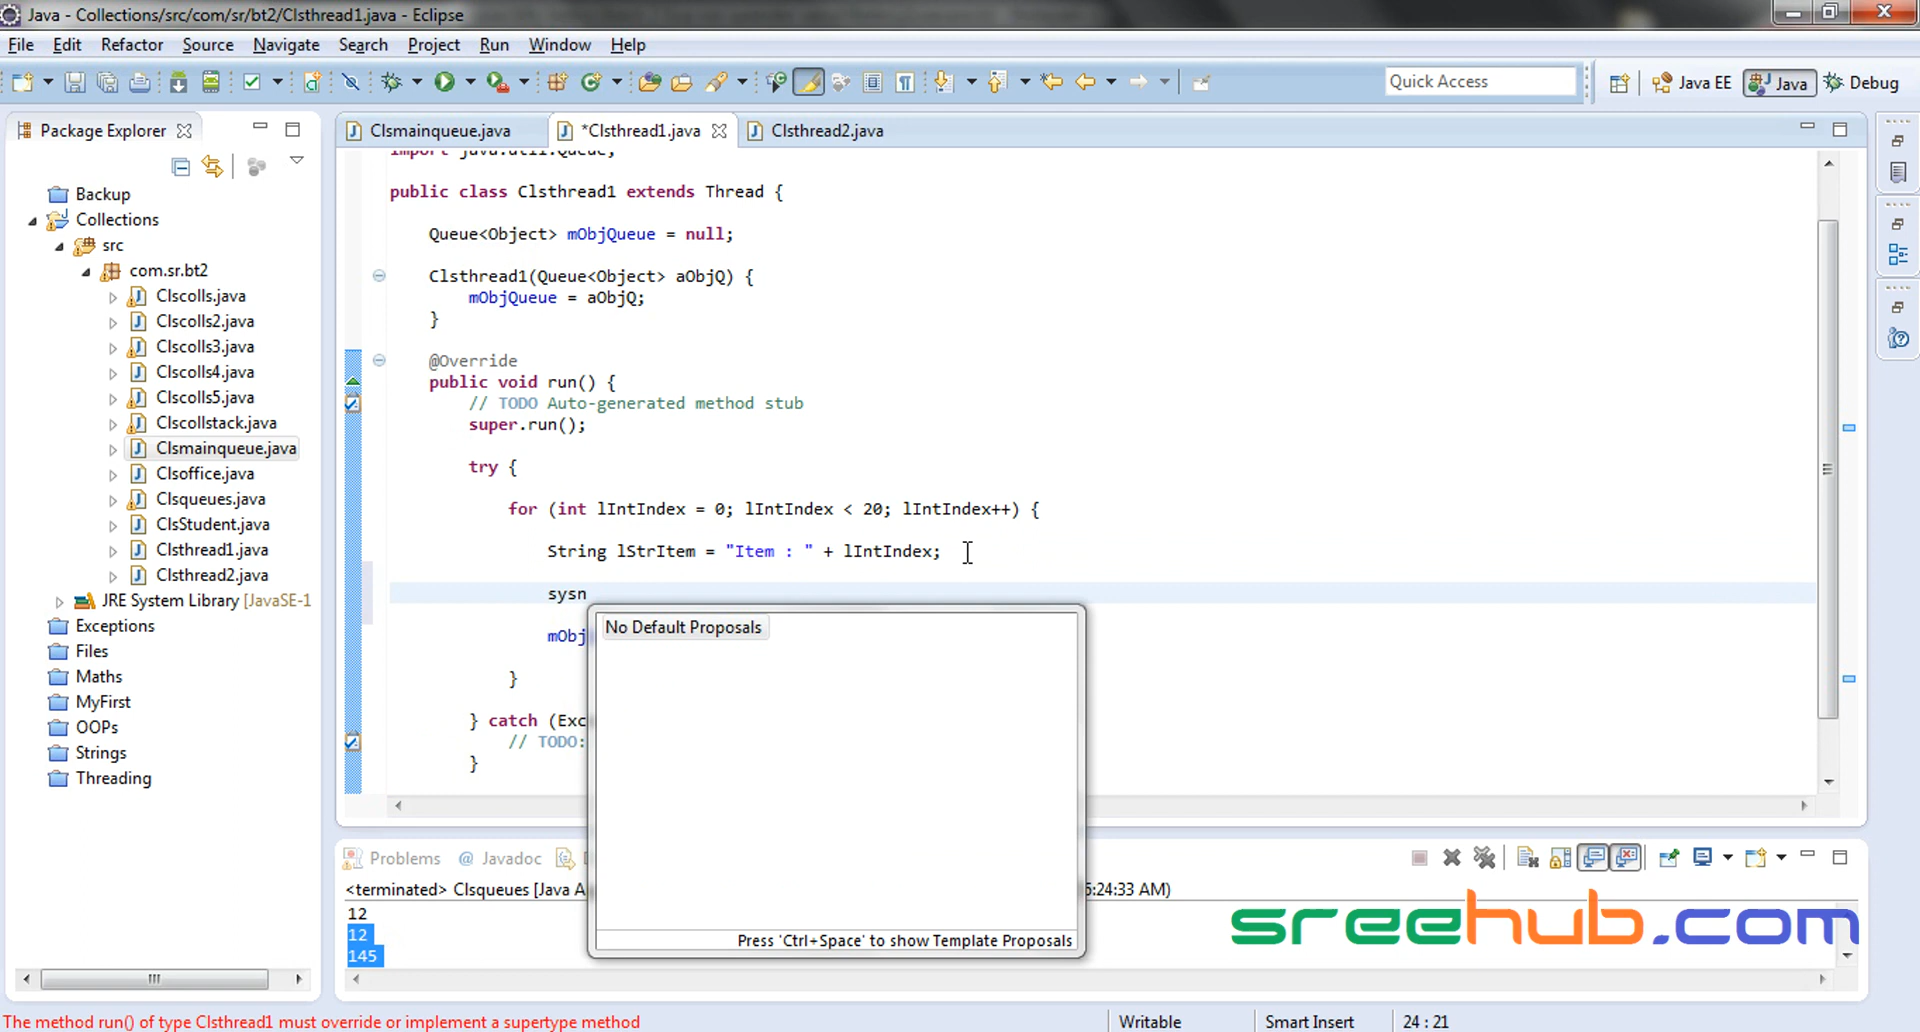 Java - Collections/src/com/sr/bt2/Clsthread1.java - Eclipse
File Edit Refactor Source Navigate Search Project Run Window Help
Quick Access
Java EE
Java
Debug
Package Explorer
Clsmainqueue.java
*Clsthread1.java
Clsthread2.java
Backup
Collections
src
com.sr.bt2
Clscolls.java
Clscolls2.java
Clscolls3.java
Clscolls4.java
Clscolls5.java
Clscollstack.java
Clsmainqueue.java
Clsoffice.java
Clsqueues.java
ClsStudent.java
Clsthread1.java
Clsthread2.java
JRE System Library [JavaSE-1
Exceptions
Files
Maths
MyFirst
OOPs
Strings
Threading
import java.util.Queue;
public class Clsthread1 extends Thread {
Queue<Object> mObjQueue = null;
Clsthread1(Queue<Object> aObjQ) {
mObjQueue = aObjQ;
}
@Override
public void run() {
// TODO Auto-generated method stub
super.run();
try {
for (int lIntIndex = 0; lIntIndex < 20; lIntIndex++) {
String lStrItem = "Item : " + lIntIndex;
sysn
mObj
}
} catch (Exc
// TODO:
}
No Default Proposals
Press 'Ctrl+Space' to show Template Proposals
Problems @ Javadoc
<terminated> Clsqueues [Java A
6:24:33 AM)
12
12
145
sreehub.com
The method run() of type Clsthread1 must override or implement a supertype method
Writable
Smart Insert
24 : 21